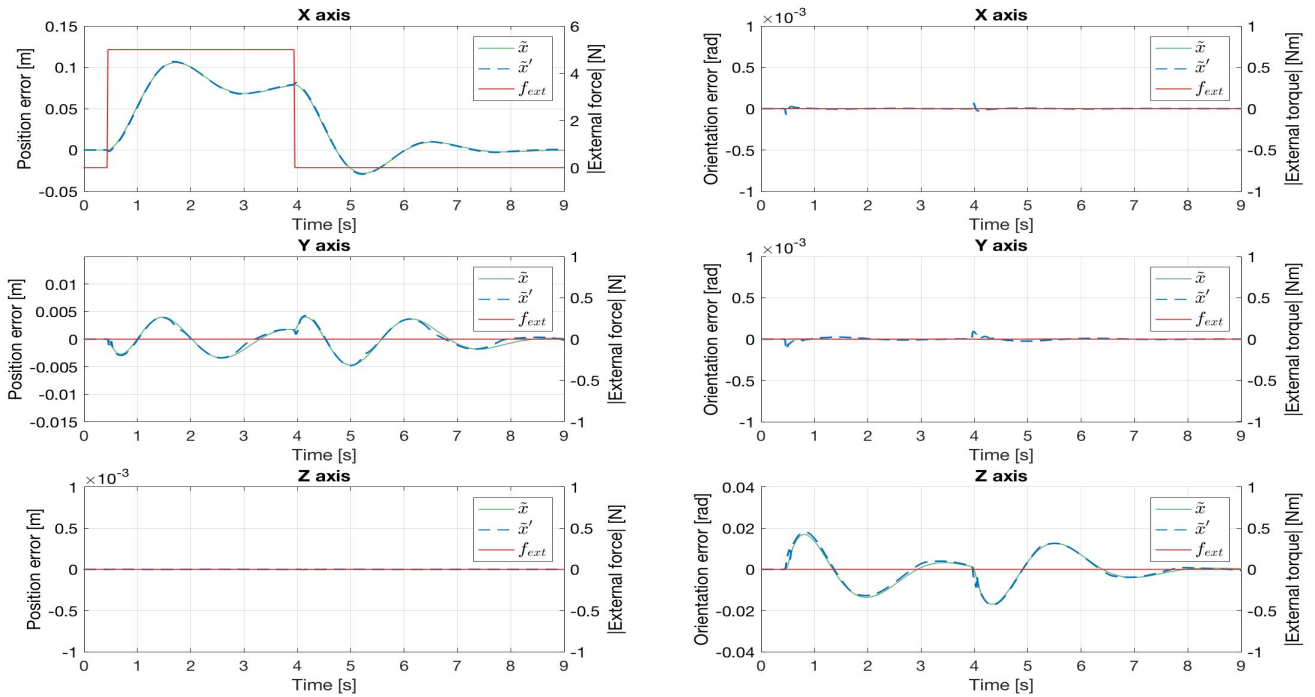 X axis
Position error [m]
0.15
0.1
0.05
0
-0.05
6
4
2
0
|External force| [N]
x̃
x̃′
f_ext
0 1 2 3 4 5 6 7 8 9
Time [s]
X axis
×10⁻³
Orientation error [rad]
1
0.5
0
-0.5
-1
1
0.5
0
-0.5
-1
|External torque| [Nm]
x̃
x̃′
f_ext
0 1 2 3 4 5 6 7 8 9
Time [s]
Y axis
Position error [m]
0.01
0.005
0
-0.005
-0.01
-0.015
1
0.5
0
-0.5
-1
|External force| [N]
x̃
x̃′
f_ext
0 1 2 3 4 5 6 7 8 9
Time [s]
Y axis
×10⁻³
Orientation error [rad]
1
0.5
0
-0.5
-1
1
0.5
0
-0.5
-1
|External torque| [Nm]
x̃
x̃′
f_ext
0 1 2 3 4 5 6 7 8 9
Time [s]
Z axis
×10⁻³
Position error [m]
1
0.5
0
-0.5
-1
1
0.5
0
-0.5
-1
|External force| [N]
x̃
x̃′
f_ext
0 1 2 3 4 5 6 7 8 9
Time [s]
Z axis
Orientation error [rad]
0.04
0.02
0
-0.02
-0.04
1
0.5
0
-0.5
-1
|External torque| [Nm]
x̃
x̃′
f_ext
0 1 2 3 4 5 6 7 8 9
Time [s]